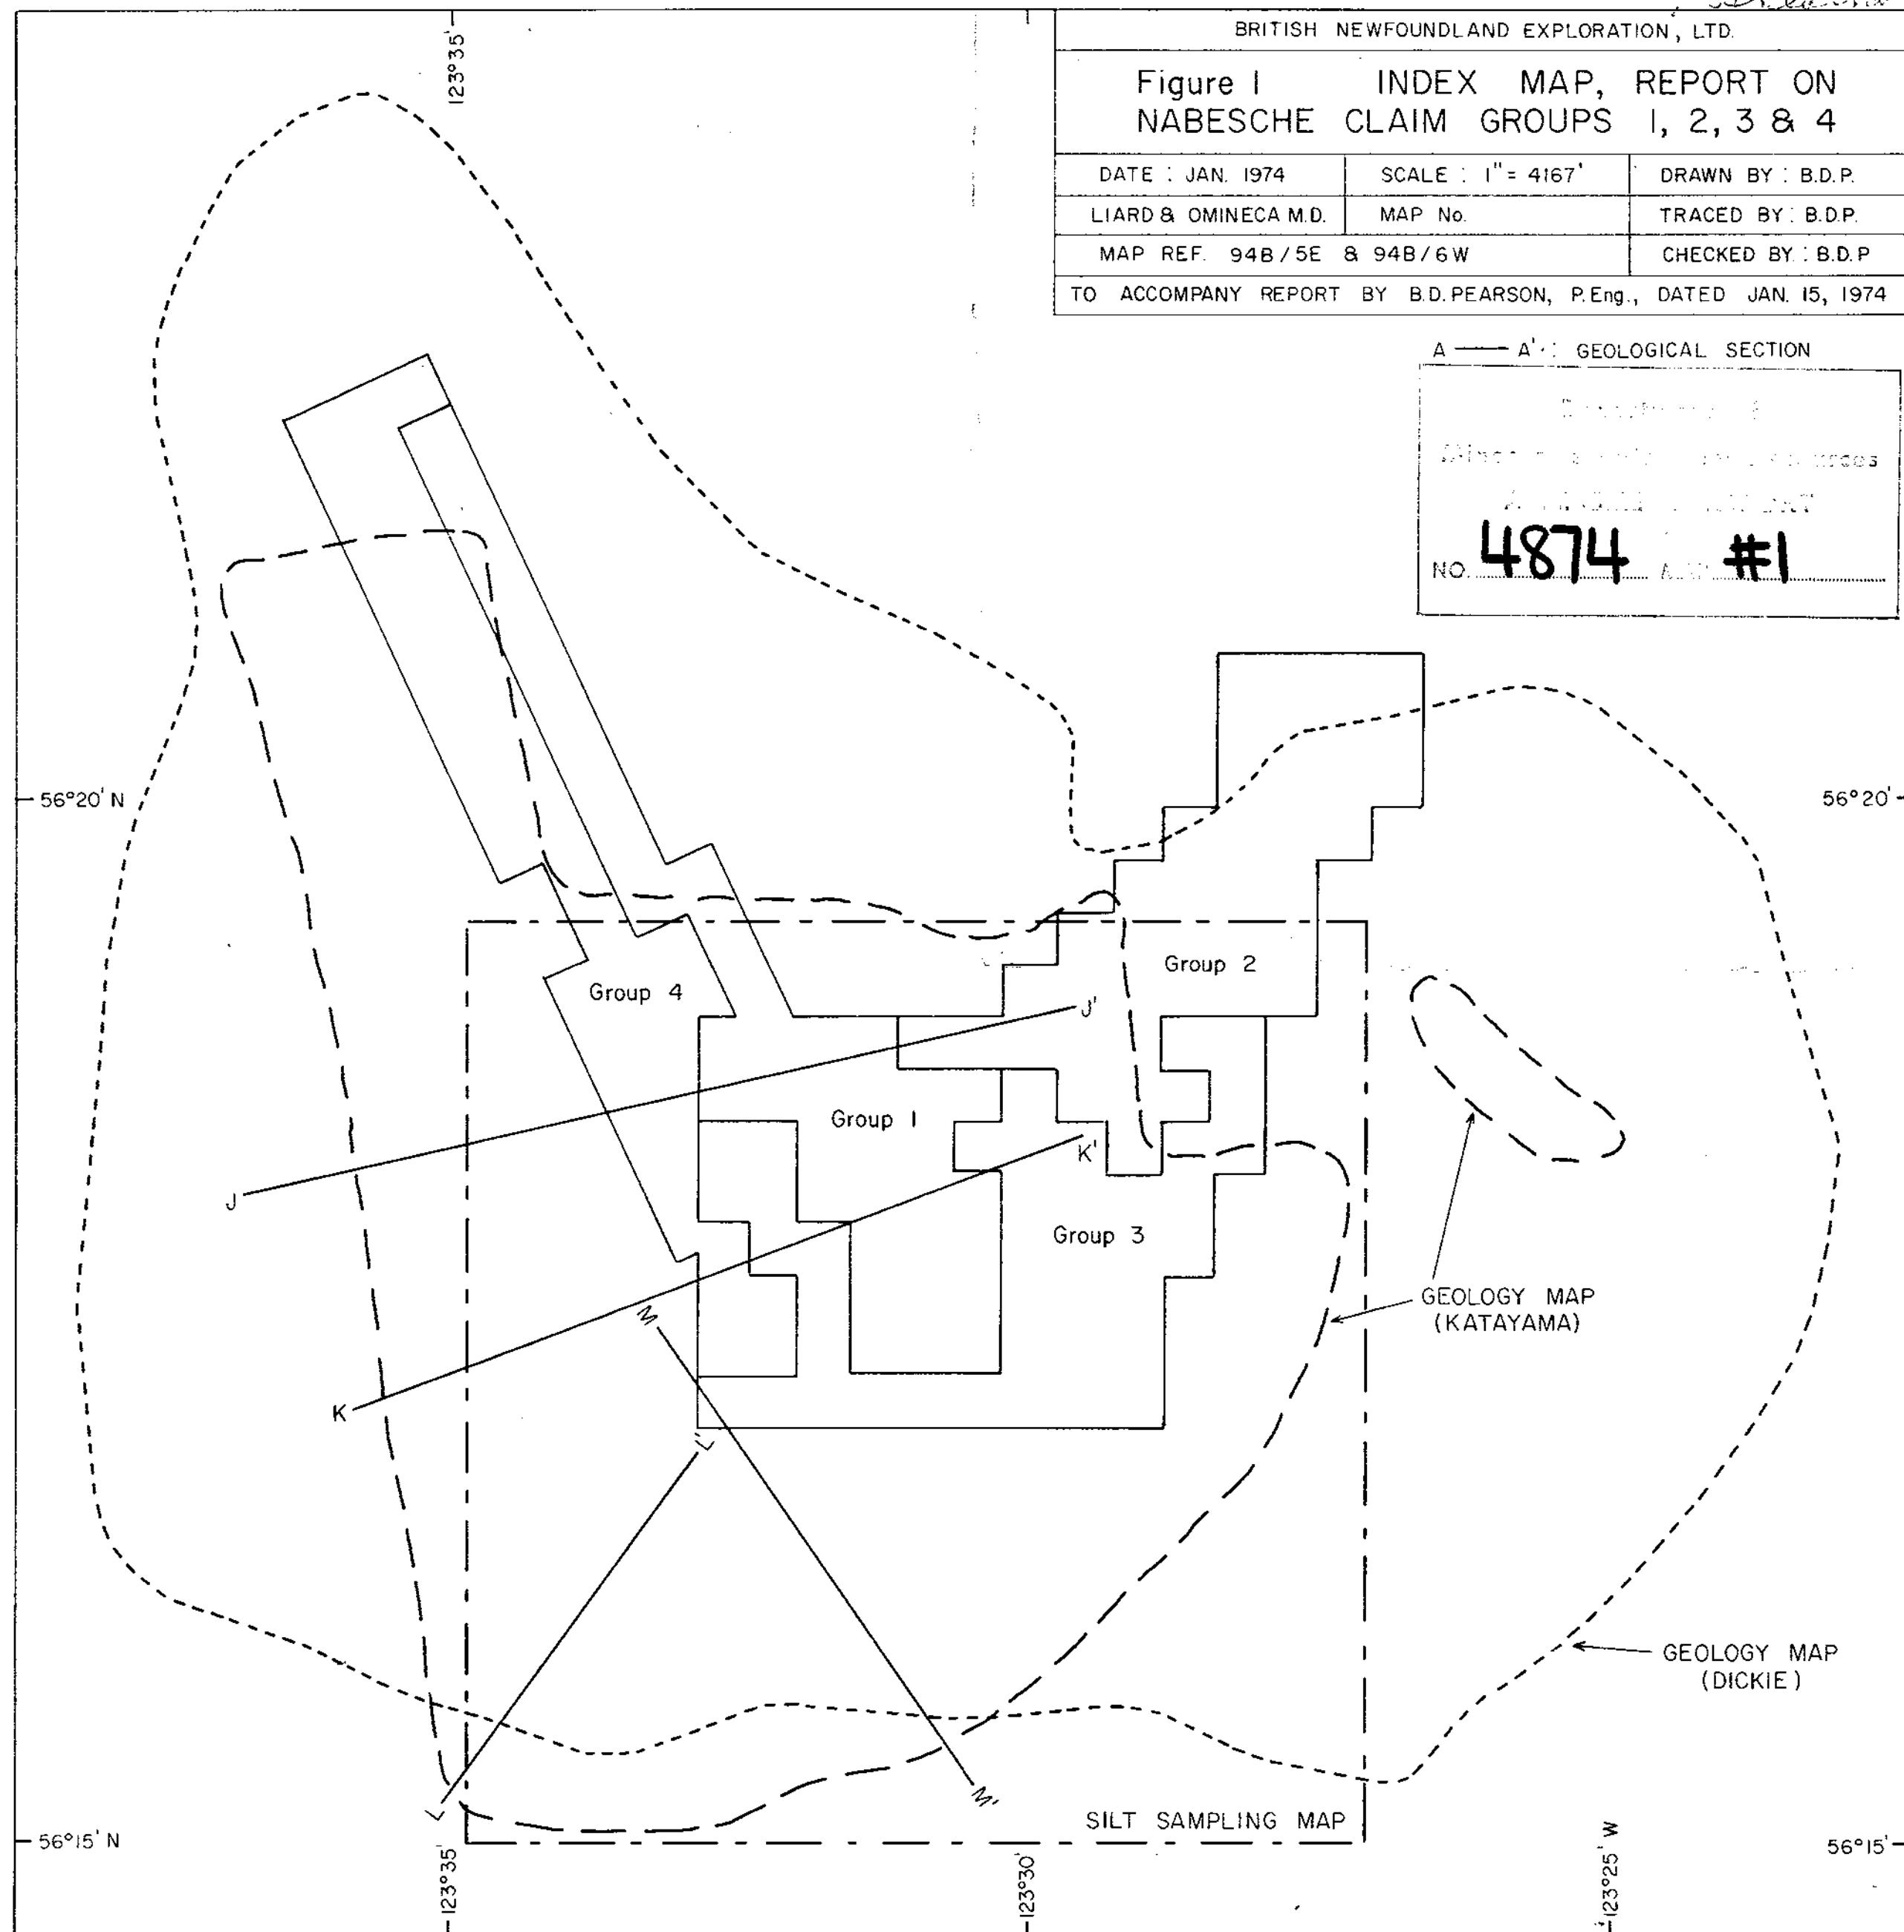 123°35'
BRITISH NEWFOUNDLAND EXPLORATION, LTD.
Figure 1 INDEX MAP, REPORT ON
NABESCHE CLAIM GROUPS 1, 2, 3 & 4
DATE : JAN. 1974 SCALE : 1" = 4167' DRAWN BY : B.D.P.
LIARD & OMINECA M.D. MAP No. TRACED BY : B.D.P.
MAP REF. 94B/5E & 94B/6W CHECKED BY : B.D.P
TO ACCOMPANY REPORT BY B.D. PEARSON, P.Eng., DATED JAN. 15, 1974
A A' : GEOLOGICAL SECTION
NO. 4874 #1
56°20' N
56°20'
Group 2
Group 4
J'
Group 1
K'
J
Group 3
GEOLOGY MAP
(KATAYAMA)
M
K
L'
GEOLOGY MAP
(DICKIE)
L
M'
SILT SAMPLING MAP
56°15' N
56°15'
123°35'
123°30'
123°25' W